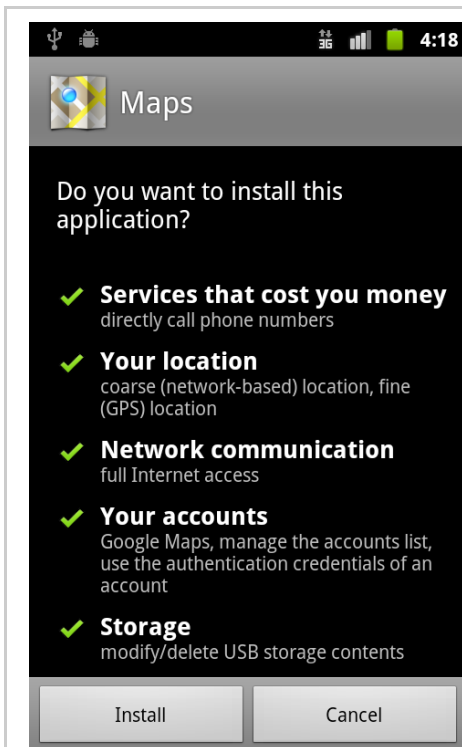 3G 4:18
Maps
Do you want to install this
application?
Services that cost you money
directly call phone numbers
Your location
coarse (network-based) location, fine
(GPS) location
Network communication
full Internet access
Your accounts
Google Maps, manage the accounts list,
use the authentication credentials of an
account
Storage
modify/delete USB storage contents
Install Cancel